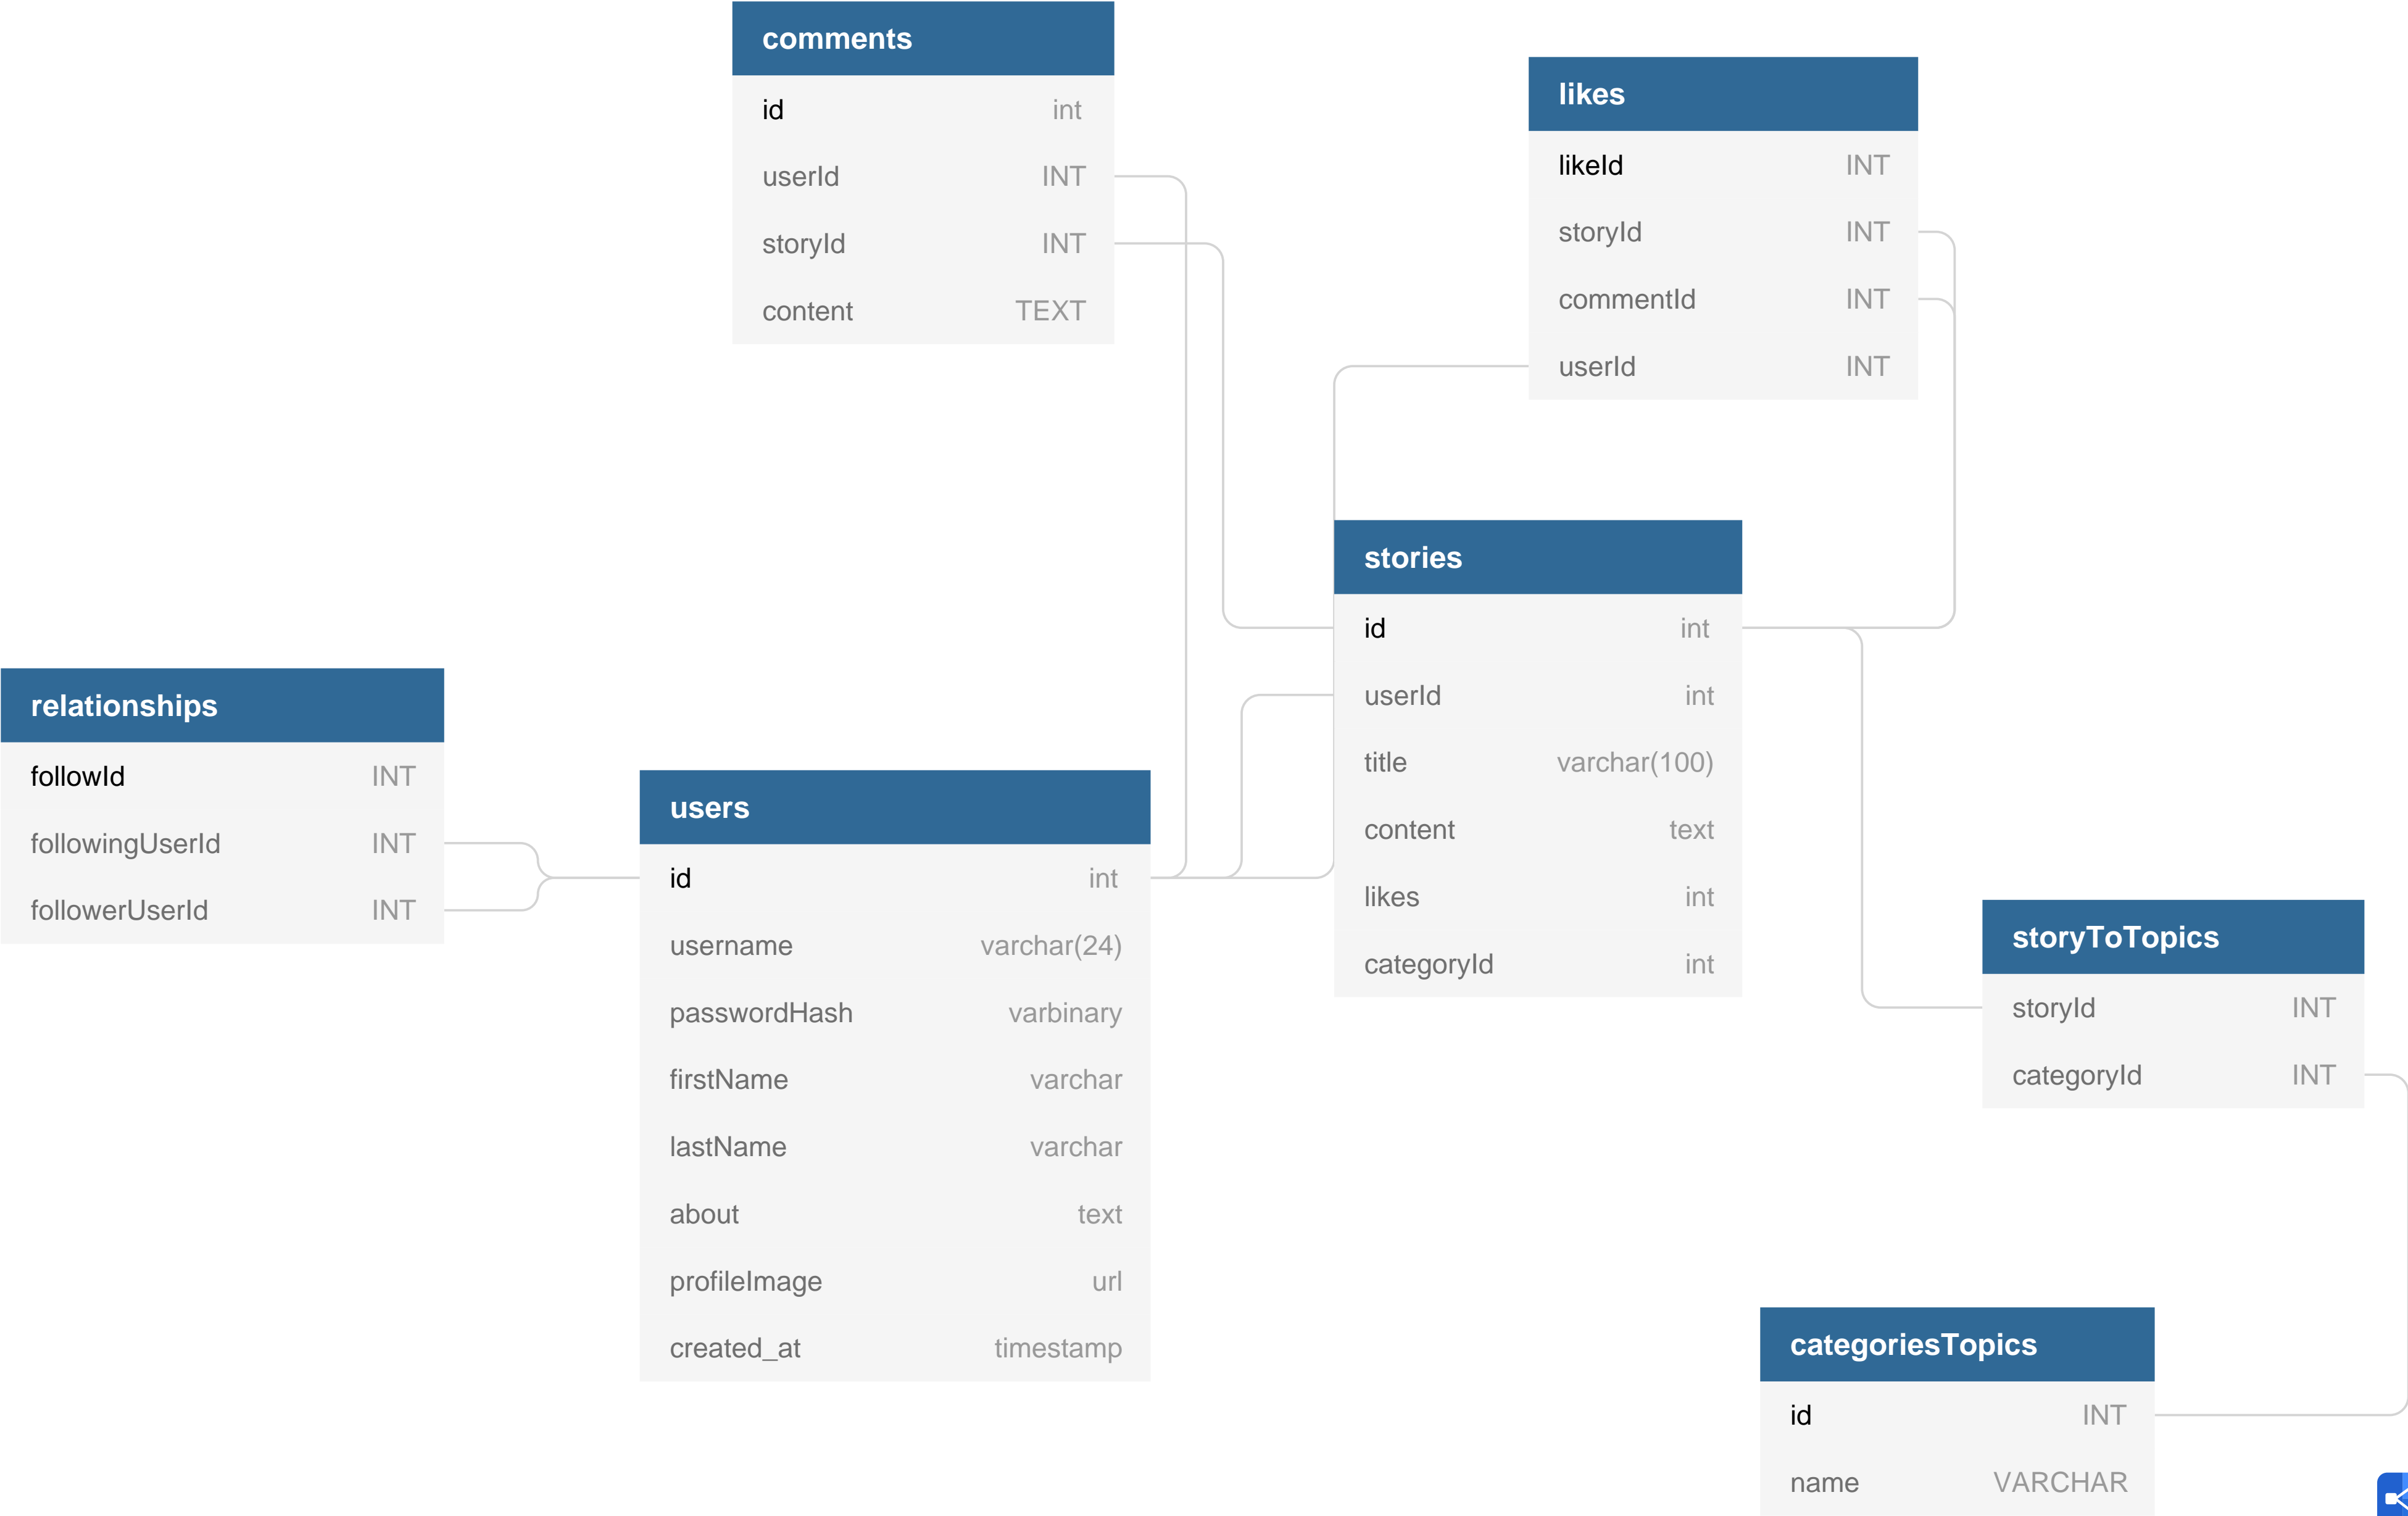 comments
id int
userId INT
storyId INT
content TEXT
likes
likeId INT
storyId INT
commentId INT
userId INT
stories
id int
userId int
title varchar(100)
content text
likes int
categoryId int
relationships
followId INT
followingUserId INT
followerUserId INT
users
id int
username varchar(24)
passwordHash varbinary
firstName varchar
lastName varchar
about text
profileImage url
created_at timestamp
storyToTopics
storyId INT
categoryId INT
categoriesTopics
id INT
name VARCHAR